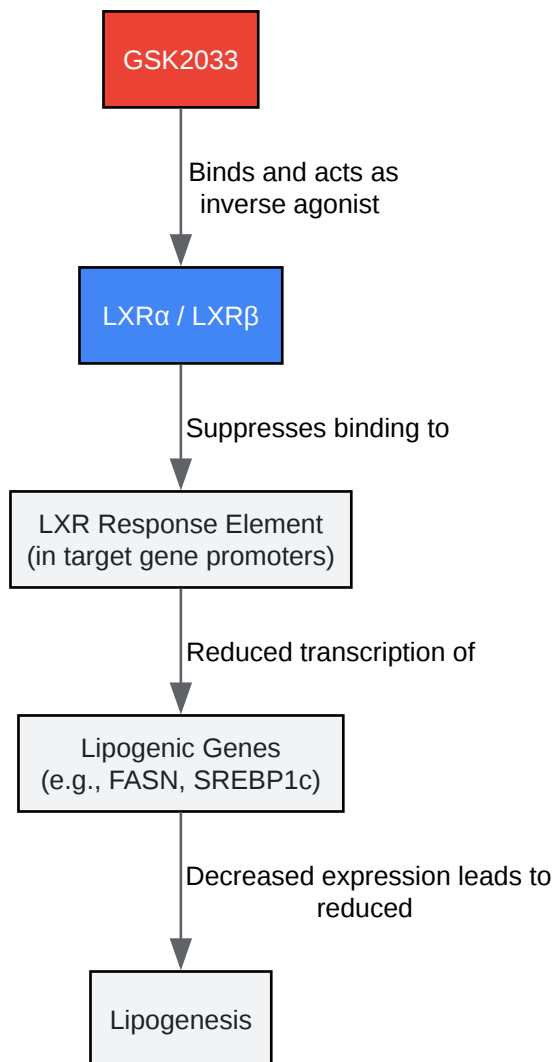 GSK2033
Binds and acts as
inverse agonist
LXRα / LXRβ
Suppresses binding to
LXR Response Element
(in target gene promoters)
Reduced transcription of
Lipogenic Genes
(e.g., FASN, SREBP1c)
Decreased expression leads to
reduced
Lipogenesis